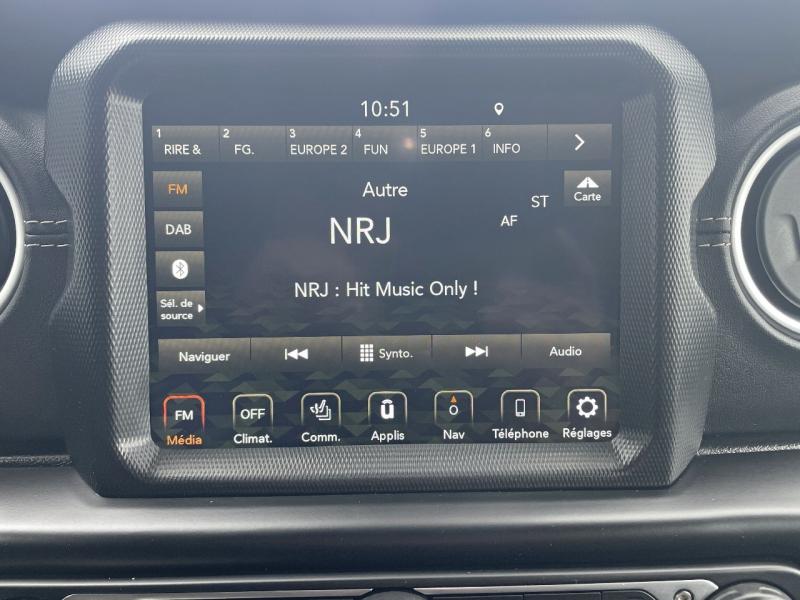 10:51
1 2 3 4 5 6
RIRE & FG. EUROPE 2 FUN EUROPE 1 INFO
FM
Autre
Carte
ST
DAB
NRJ
AF
NRJ : Hit Music Only !
Sél. de
source
Naviguer Synto. Audio
FM OFF
Média Climat. Comm. Applis Nav Téléphone Réglages